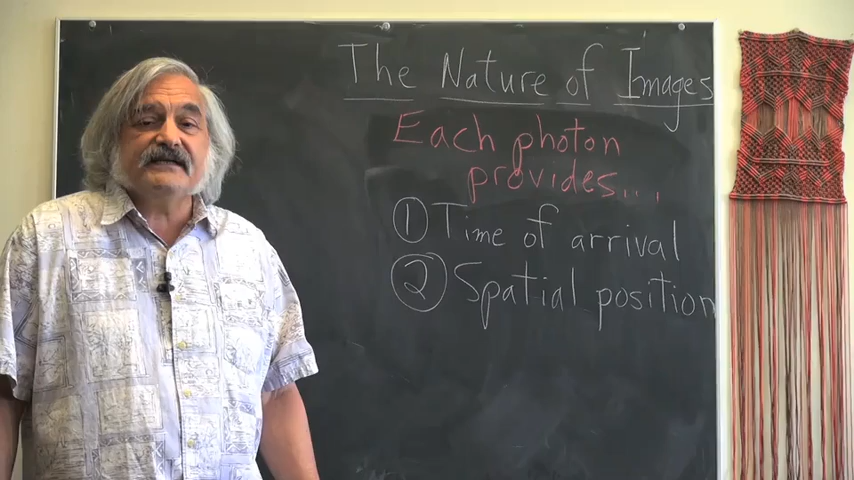 The Nature of Images
Each photon
provides...
① Time of arrival
② Spatial position